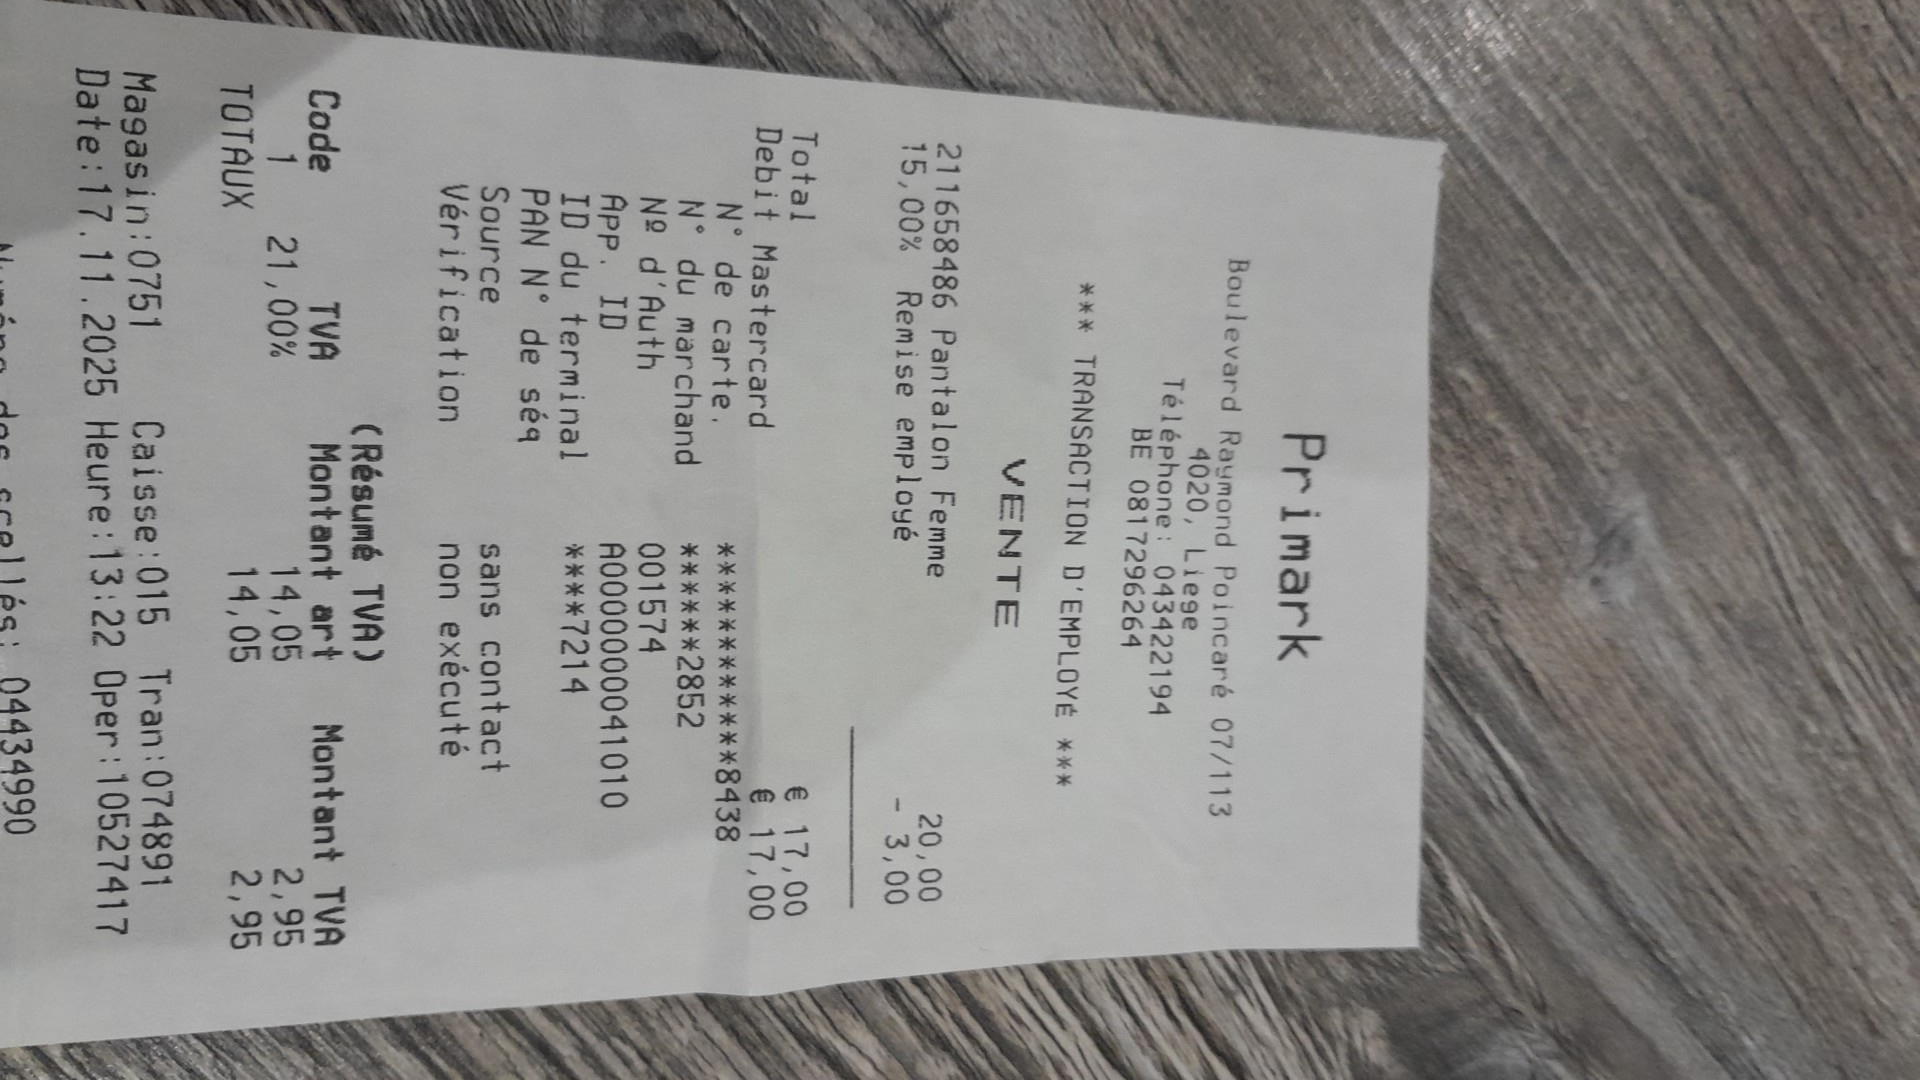 Primark
Boulevard Raymond Poincaré 07/113
4020, Liege
Téléphone: 043422194
BE 0817296264
*** TRANSACTION D'EMPLOYÉ ***
VENTE
211658486 Pantalon Femme 20,00
15,00% Remise employé - 3,00
Total € 17,00
Debit Mastercard € 17,00
N° de carte. ************8438
N° du marchand ******2852
Nº d'Auth 001574
App. ID A0000000041010
ID du terminal ****7214
PAN N° de séq
Source sans contact
Vérification non exécuté
(Résumé TVA)
Code TVA Montant art Montant TVA
1 21,00% 14,05 2,95
TOTAUX 14,05 2,95
Magasin:0751 Caisse:015 Tran:074891
Date:17.11.2025 Heure:13:22 Oper:10527417
Numéro des scellés: 04434990